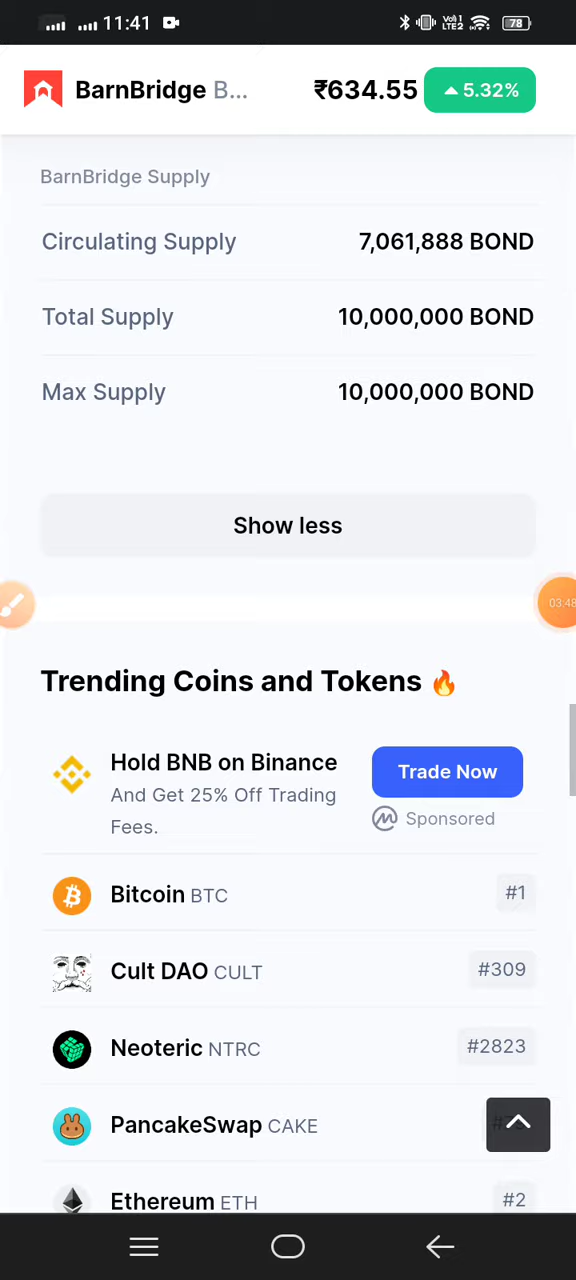 11:41 Vo) 1 LTE2 78
BarnBridge B... ₹634.55 5.32%
BarnBridge Supply
Circulating Supply 7,061,888 BOND
Total Supply 10,000,000 BOND
Max Supply 10,000,000 BOND
Show less
03:48
Trending Coins and Tokens
Hold BNB on Binance
And Get 25% Off Trading
Fees.
Trade Now
Sponsored
Bitcoin BTC #1
Cult DAO CULT #309
Neoteric NTRC #2823
PancakeSwap CAKE
Ethereum ETH #2